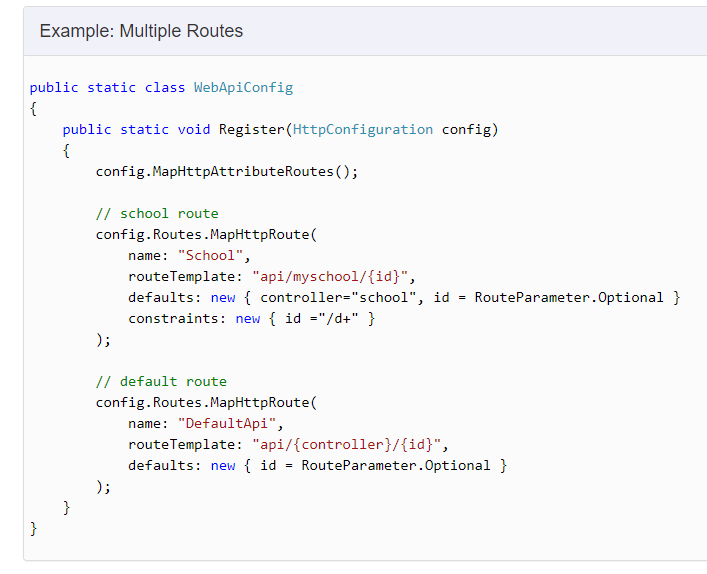 Example: Multiple Routes
public static class WebApiConfig
{
    public static void Register(HttpConfiguration config)
    {
        config.MapHttpAttributeRoutes();
        // school route
        config.Routes.MapHttpRoute(
            name: "School",
            routeTemplate: "api/myschool/{id}",
            defaults: new { controller="school", id = RouteParameter.Optional }
            constraints: new { id ="/d+" }
        );
        // default route
        config.Routes.MapHttpRoute(
            name: "DefaultApi",
            routeTemplate: "api/{controller}/{id}",
            defaults: new { id = RouteParameter.Optional }
        );
    }
}